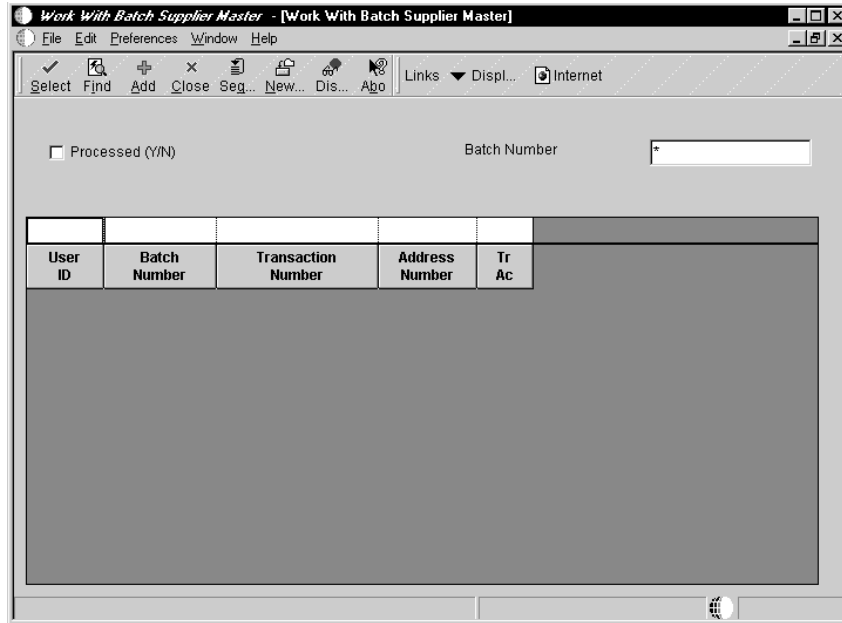 Work With Batch Supplier Master - [Work With Batch Supplier Master]
File Edit Preferences Window Help
Select Find Add Close Seq... New... Dis... Abo Links Displ... Internet
Processed (Y/N) Batch Number *
User ID Batch Number Transaction Number Address Number Tr Ac